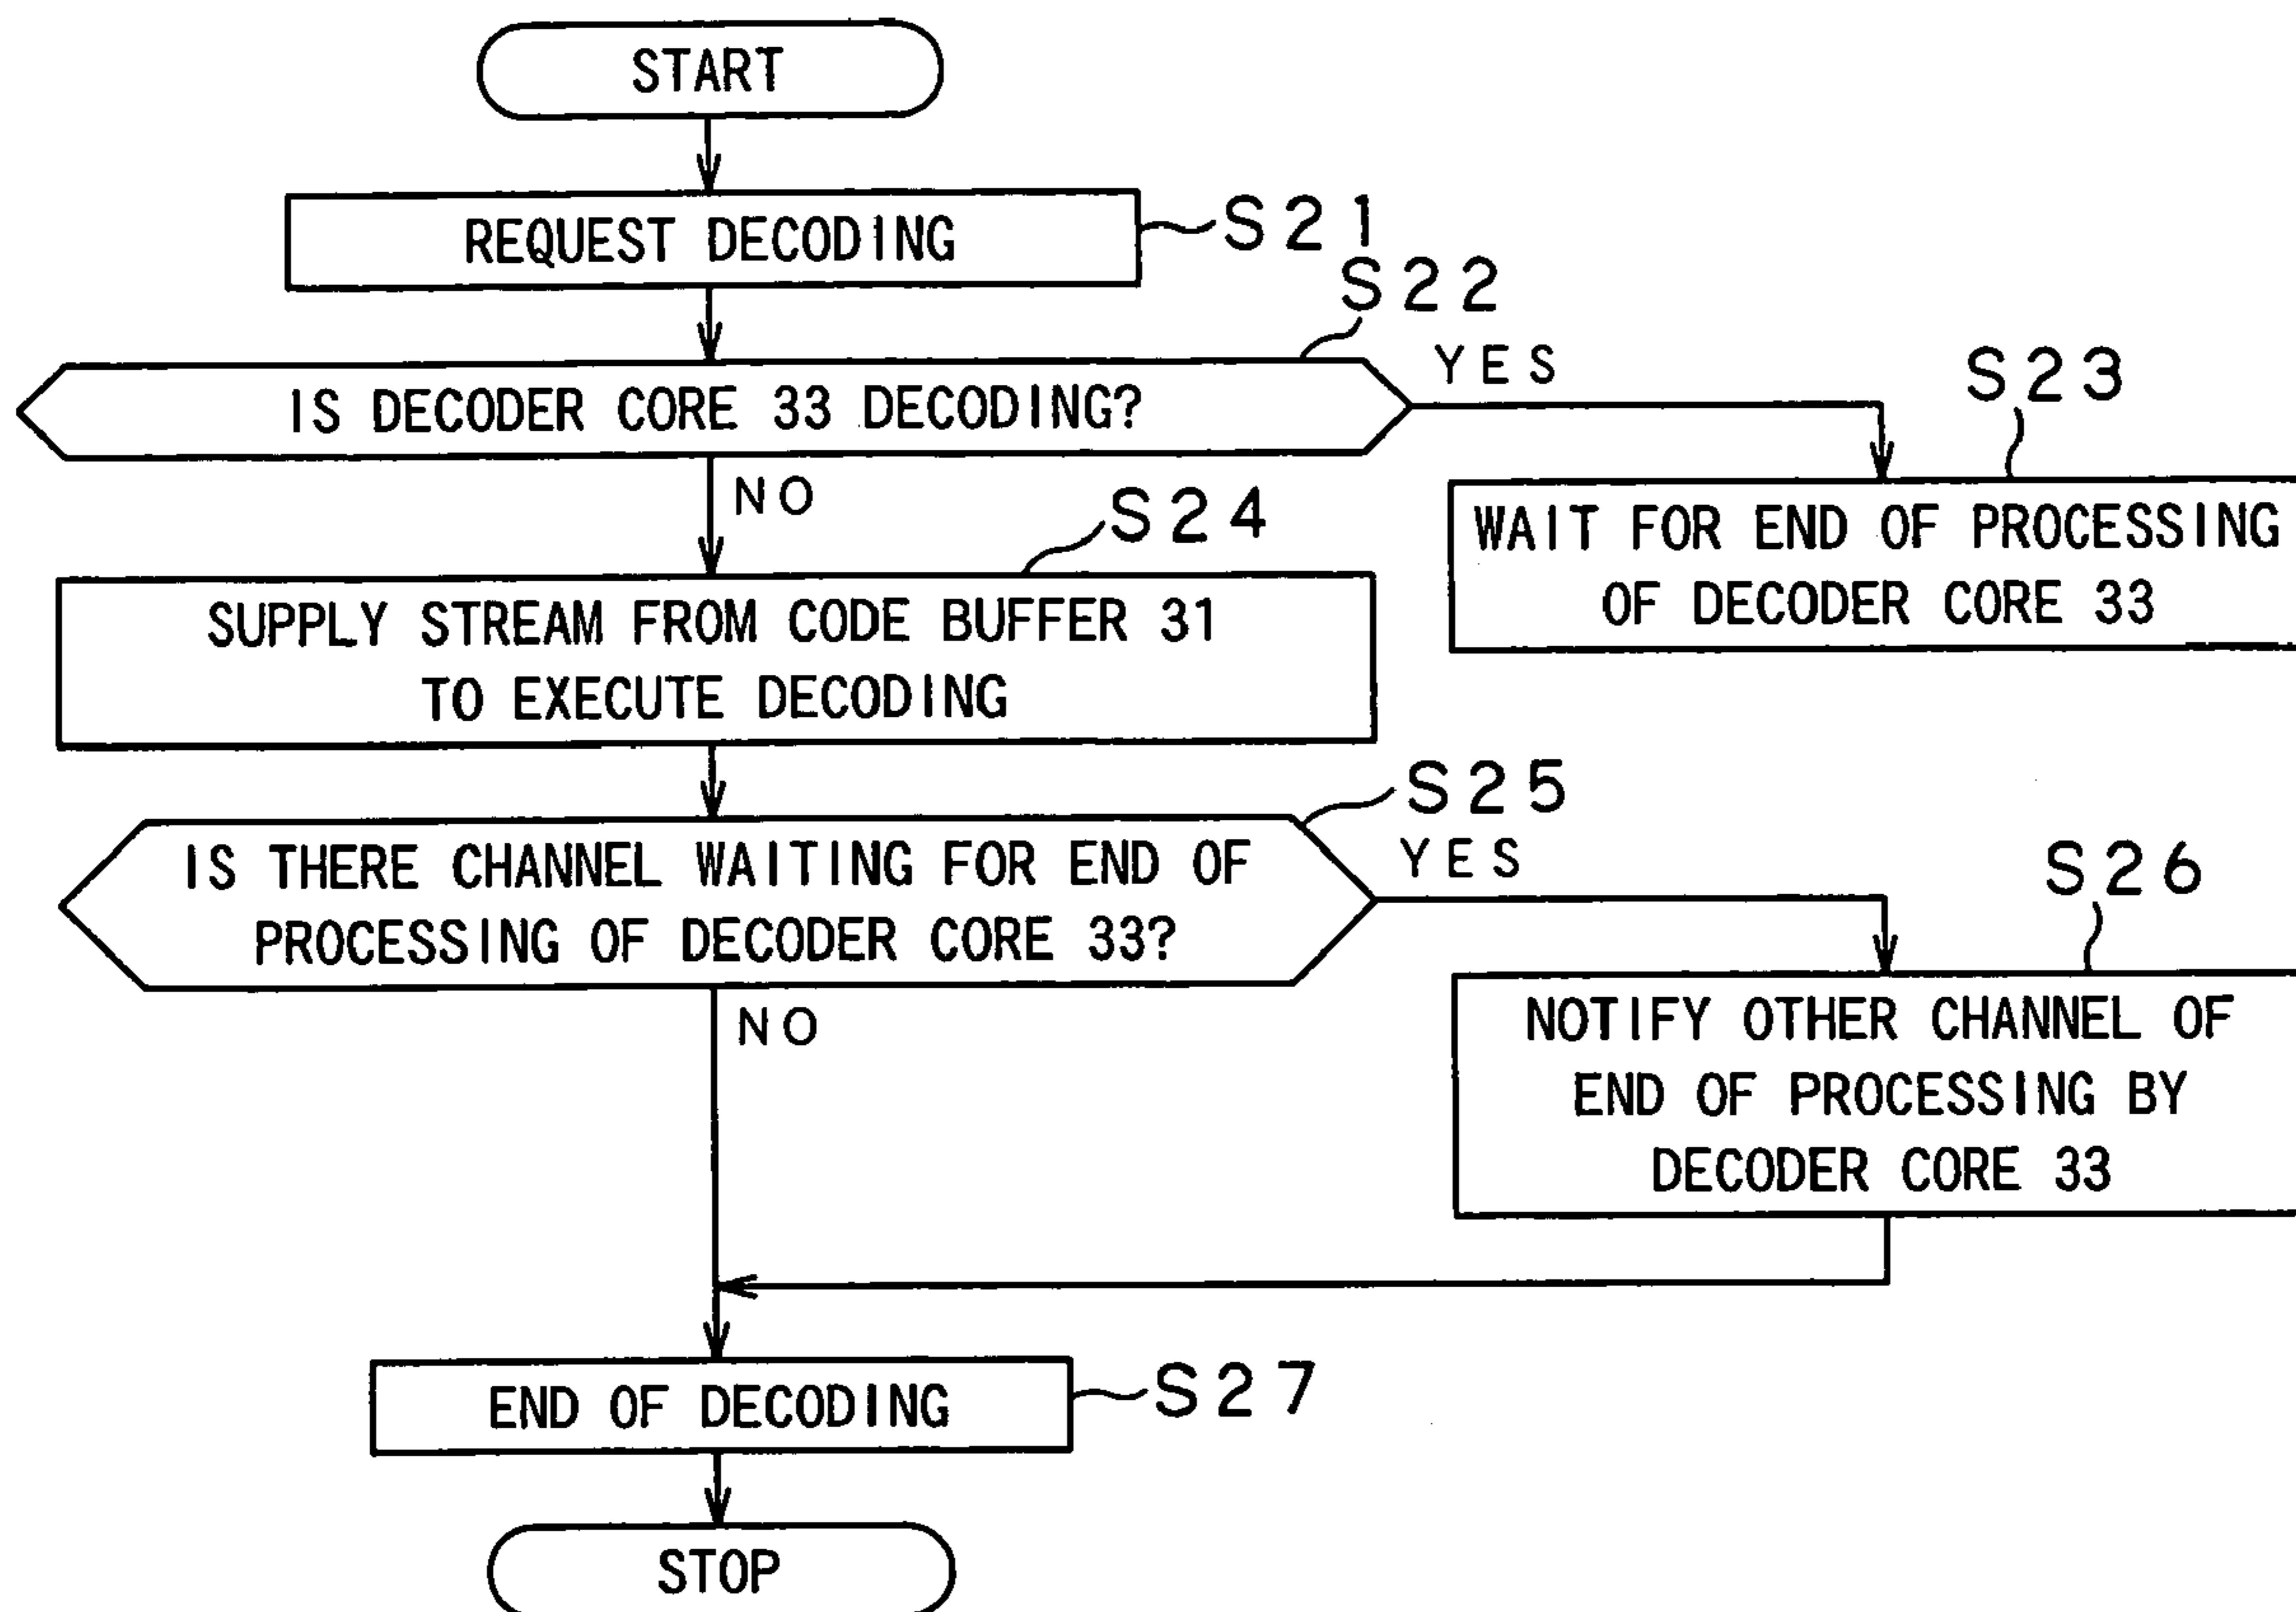 START
REQUEST DECODING
S21
S22
IS DECODER CORE 33 DECODING?
YES
S23
WAIT FOR END OF PROCESSING
OF DECODER CORE 33
NO
S24
SUPPLY STREAM FROM CODE BUFFER 31
TO EXECUTE DECODING
S25
IS THERE CHANNEL WAITING FOR END OF
PROCESSING OF DECODER CORE 33?
YES
S26
NOTIFY OTHER CHANNEL OF
END OF PROCESSING BY
DECODER CORE 33
NO
END OF DECODING
S27
STOP